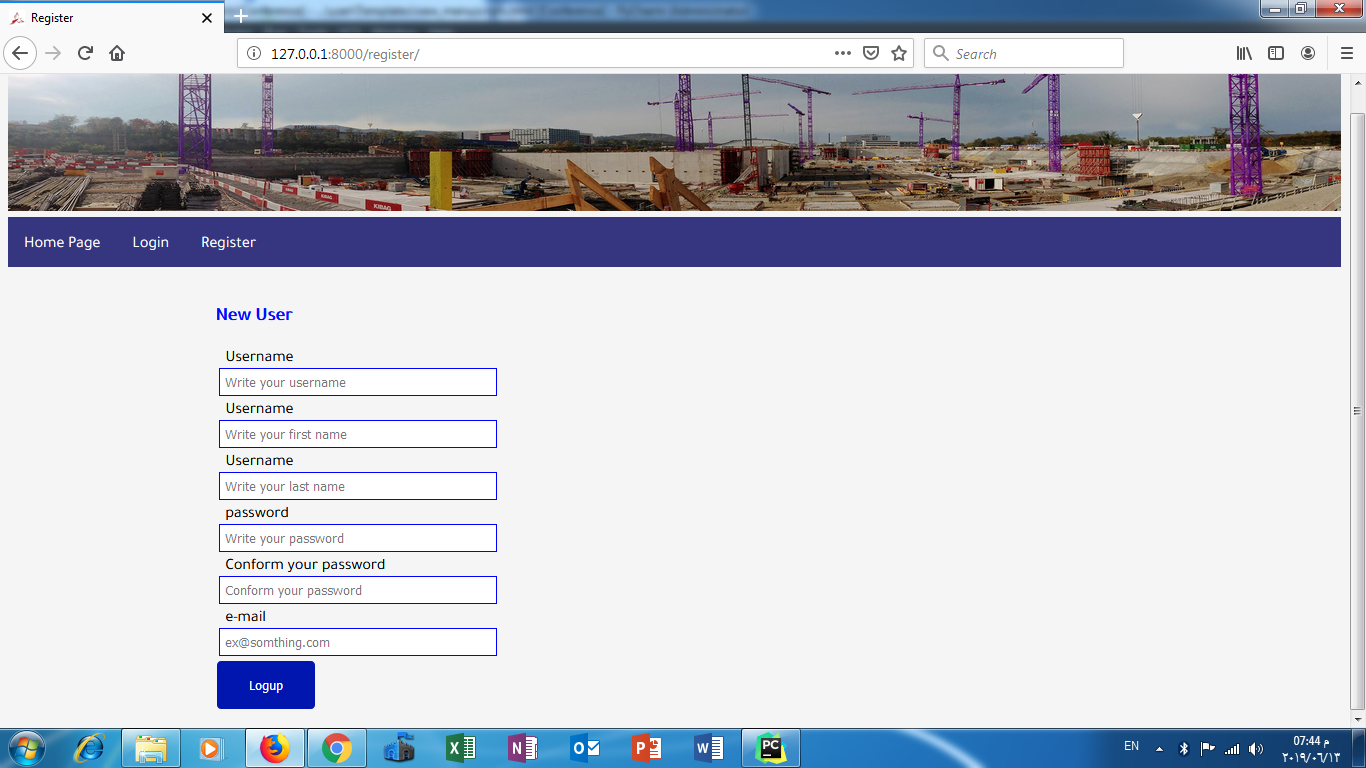 Register
127.0.0.1:8000/register/
Search
KIBAG
KIBAG
Home Page Login Register
New User
Username
Write your username
Username
Write your first name
Username
Write your last name
password
Write your password
Conform your password
Conform your password
e-mail
ex@somthing.com
Logup
EN
م 07:44
٢٠١٩/٠٦/١٣